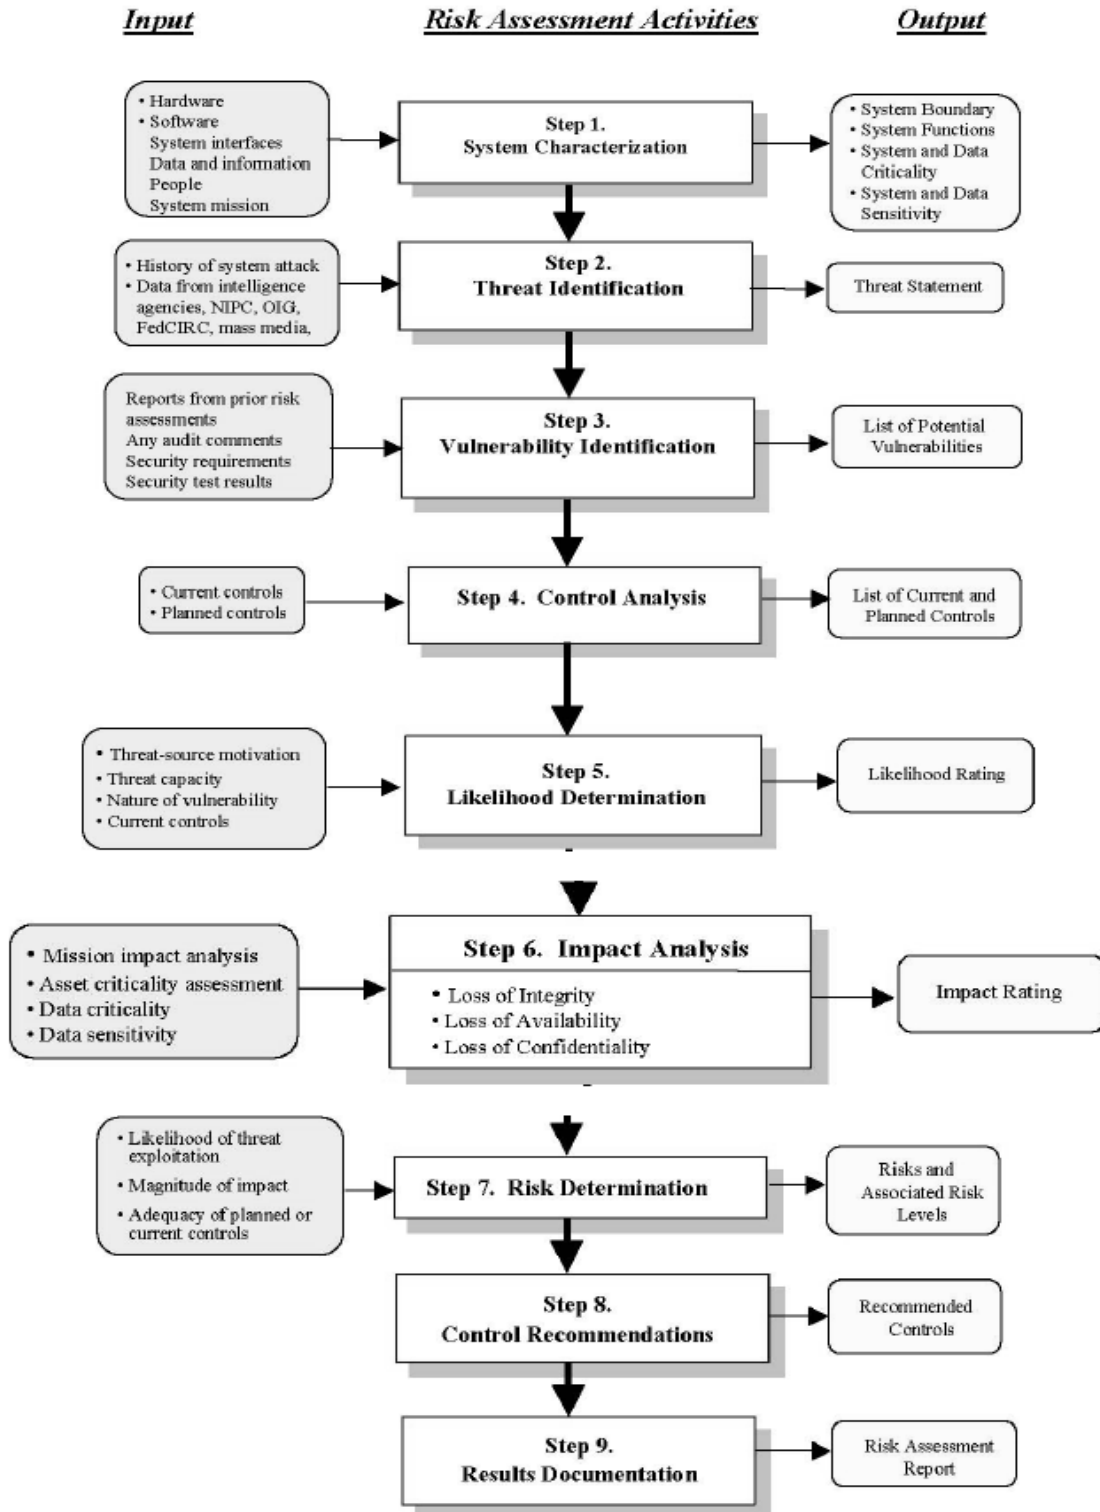 Input
Risk Assessment Activities
Output
• Hardware
• Software
System interfaces
Data and information
People
System mission
Step 1.
System Characterization
• System Boundary
• System Functions
• System and Data
Criticality
• System and Data
Sensitivity
• History of system attack
• Data from intelligence
agencies, NIPC, OIG,
FedCIRC, mass media,
Step 2.
Threat Identification
Threat Statement
Reports from prior risk
assessments
Any audit comments
Security requirements
Security test results
Step 3.
Vulnerability Identification
List of Potential
Vulnerabilities
• Current controls
• Planned controls
Step 4. Control Analysis
List of Current and
Planned Controls
• Threat-source motivation
• Threat capacity
• Nature of vulnerability
• Current controls
Step 5.
Likelihood Determination
Likelihood Rating
• Mission impact analysis
• Asset criticality assessment
• Data criticality
• Data sensitivity
Step 6. Impact Analysis
• Loss of Integrity
• Loss of Availability
• Loss of Confidentiality
Impact Rating
• Likelihood of threat
exploitation
• Magnitude of impact
• Adequacy of planned or
current controls
Step 7. Risk Determination
Risks and
Associated Risk
Levels
Step 8.
Control Recommendations
Recommended
Controls
Step 9.
Results Documentation
Risk Assessment
Report